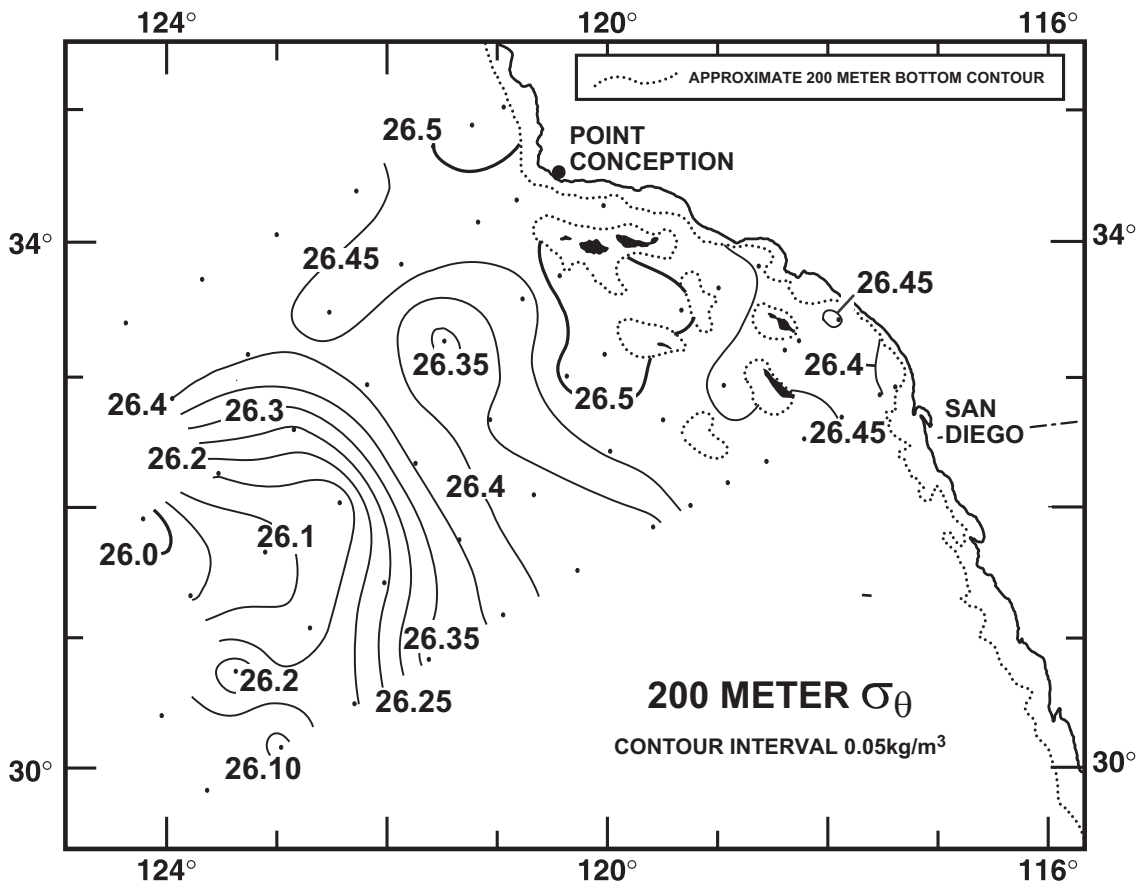 124° 120° 116°
APPROXIMATE 200 METER BOTTOM CONTOUR
26.5
POINT
CONCEPTION
34° 34°
26.45
26.45
26.35
26.4
26.4
26.3
26.5
SAN
DIEGO
26.45
26.2
26.4
26.1
26.0
26.35
26.2
26.25
200 METER σθ
CONTOUR INTERVAL 0.05kg/m³
26.10
30° 30°
124° 120° 116°